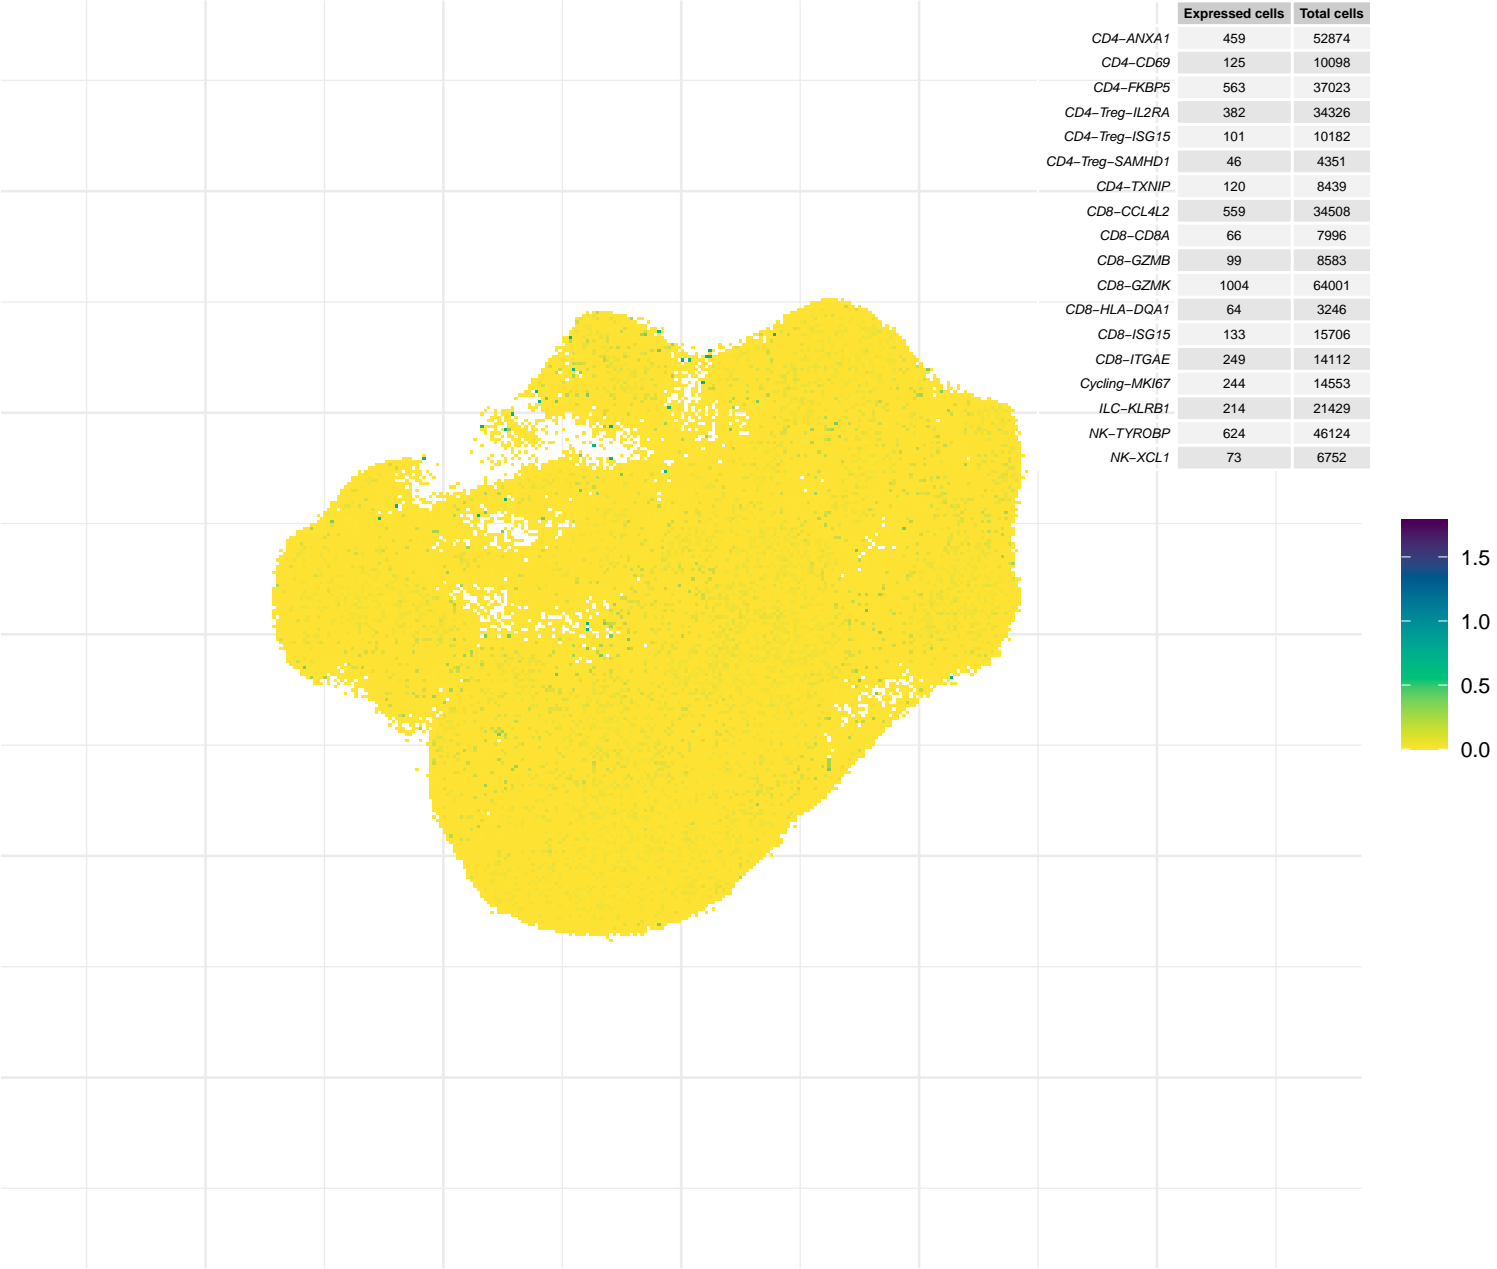 Expressed cells Total cells
CD4−ANXA1 459 52874
CD4−CD69 125 10098
CD4−FKBP5 563 37023
CD4−Treg−IL2RA 382 34326
CD4−Treg−ISG15 101 10182
CD4−Treg−SAMHD1 46 4351
CD4−TXNIP 120 8439
CD8−CCL4L2 559 34508
CD8−CD8A 66 7996
CD8−GZMB 99 8583
CD8−GZMK 1004 64001
CD8−HLA−DQA1 64 3246
CD8−ISG15 133 15706
CD8−ITGAE 249 14112
Cycling−MKI67 244 14553
ILC−KLRB1 214 21429
NK−TYROBP 624 46124
NK−XCL1 73 6752
1.5
1.0
0.5
0.0